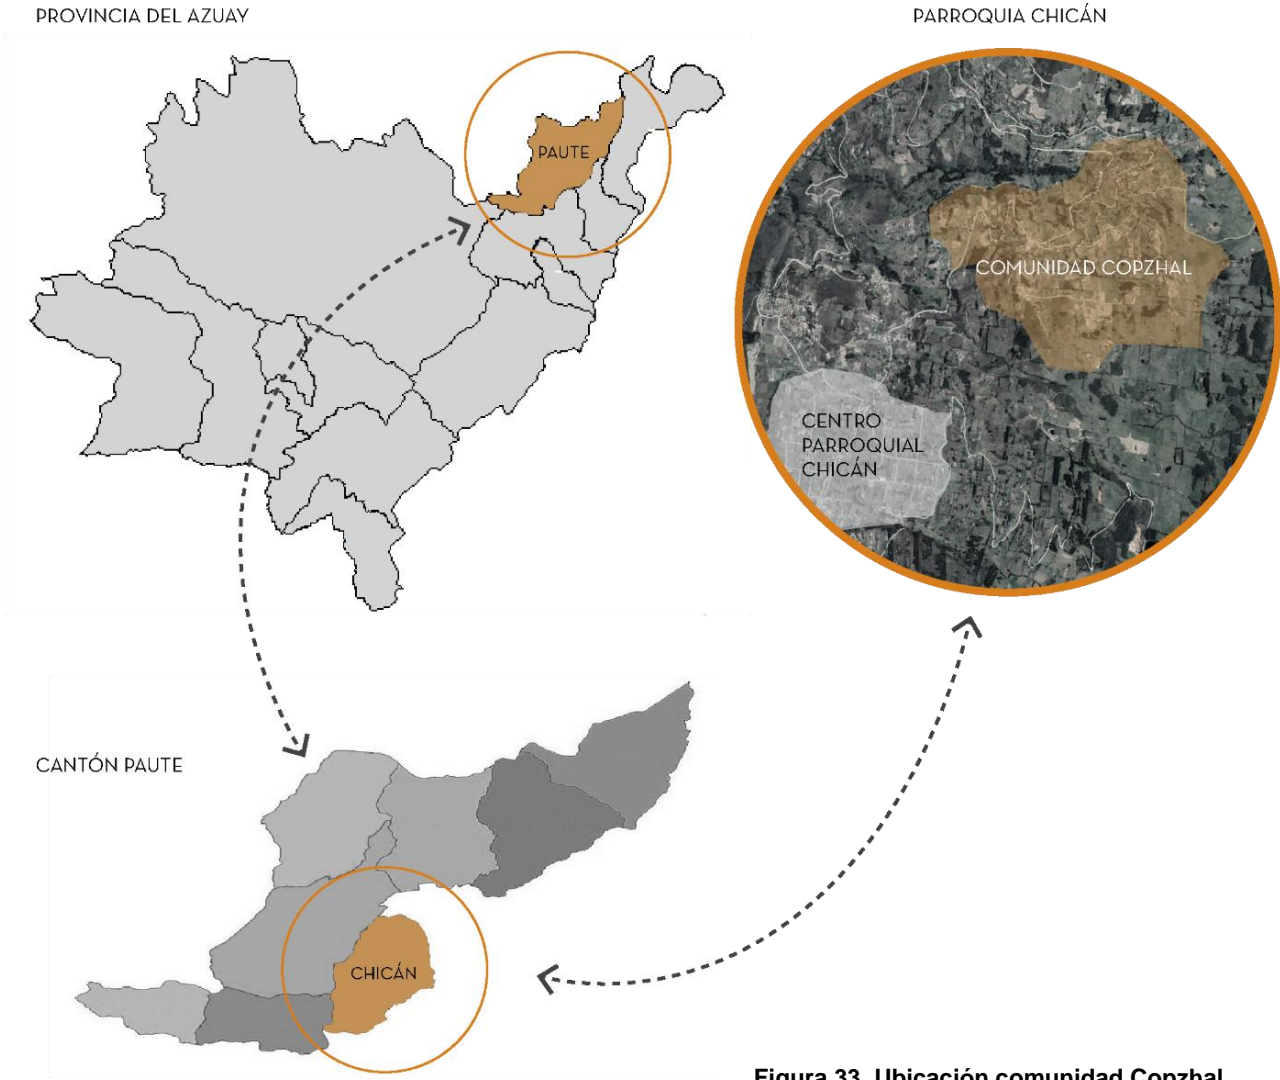 PROVINCIA DEL AZUAY
PARROQUIA CHICÁN
PAUTE
COMUNIDAD COPZHAL
CENTRO
PARROQUIAL
CHICÁN
CANTÓN PAUTE
CHICÁN
Figura 33. Ubicación comunidad Copzhal